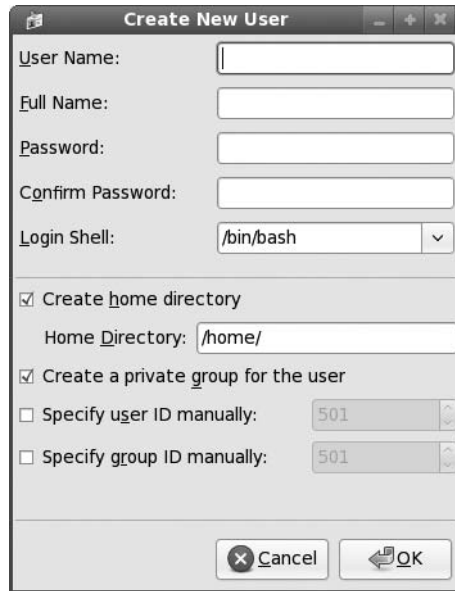 Create New User
User Name:
Full Name:
Password:
Confirm Password:
Login Shell: /bin/bash
Create home directory
Home Directory: /home/
Create a private group for the user
Specify user ID manually: 501
Specify group ID manually: 501
Cancel OK